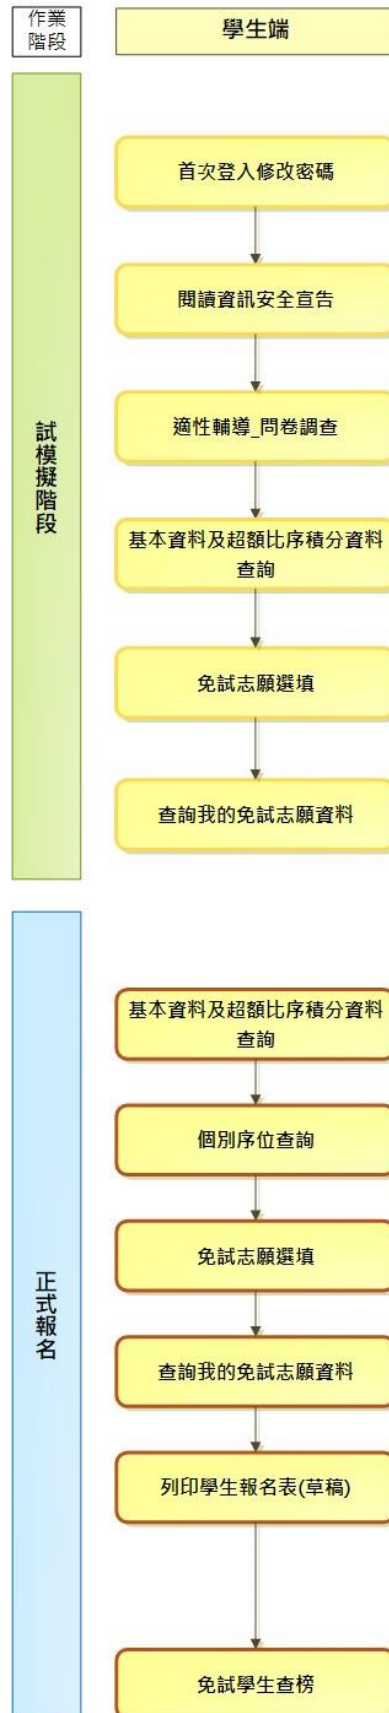 作業
階段
學生端
試模擬階段
首次登入修改密碼
閱讀資訊安全宣告
適性輔導_問卷調查
基本資料及超額比序積分資料
查詢
免試志願選填
查詢我的免試志願資料
正式報名
基本資料及超額比序積分資料
查詢
個別序位查詢
免試志願選填
查詢我的免試志願資料
列印學生報名表(草稿)
免試學生查榜